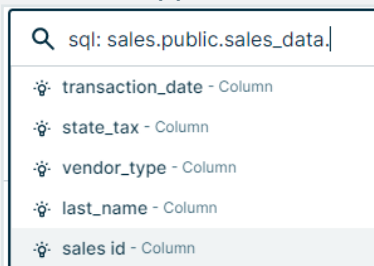 sql: sales.public.sales_data.
transaction_date - Column
state_tax - Column
vendor_type - Column
last_name - Column
sales id - Column